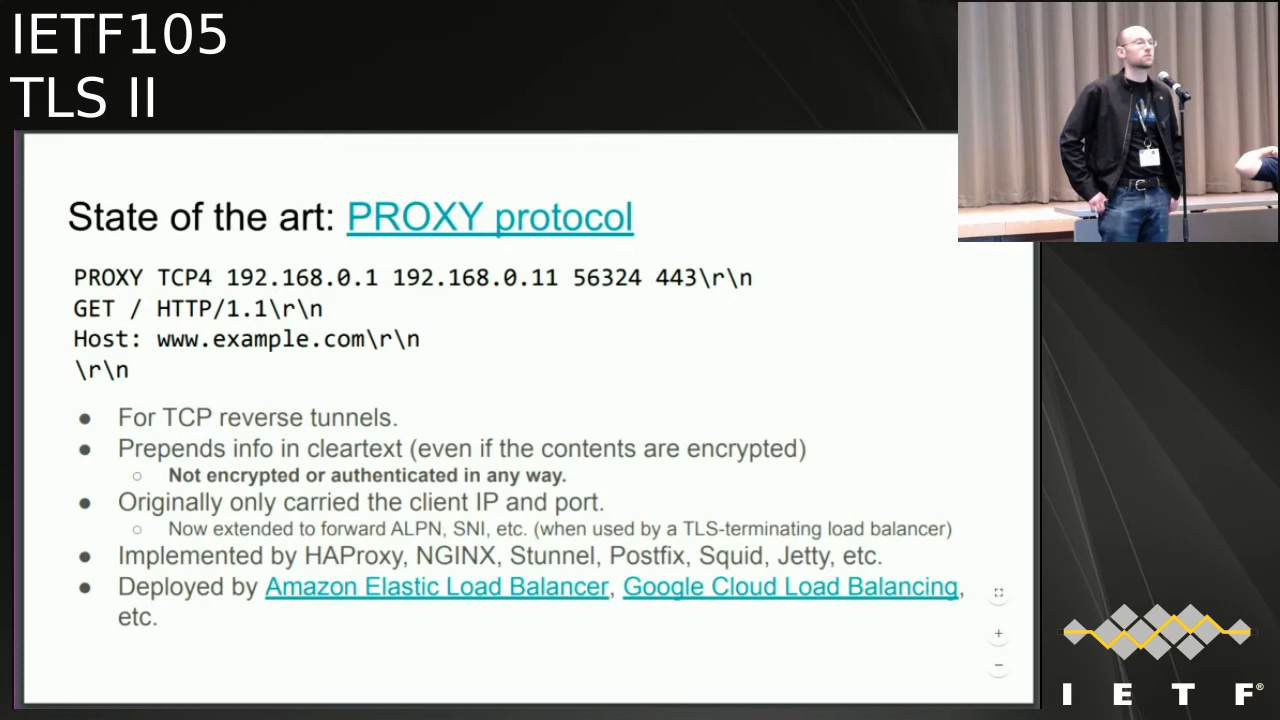 IETF105
TLS II
State of the art: PROXY protocol
PROXY TCP4 192.168.0.1 192.168.0.11 56324 443\r\n
GET / HTTP/1.1\r\n
Host: www.example.com\r\n
\r\n
● For TCP reverse tunnels.
● Prepends info in cleartext (even if the contents are encrypted)
○ Not encrypted or authenticated in any way.
● Originally only carried the client IP and port.
○ Now extended to forward ALPN, SNI, etc. (when used by a TLS-terminating load balancer)
● Implemented by HAProxy, NGINX, Stunnel, Postfix, Squid, Jetty, etc.
● Deployed by Amazon Elastic Load Balancer, Google Cloud Load Balancing,
etc.
I E T F®